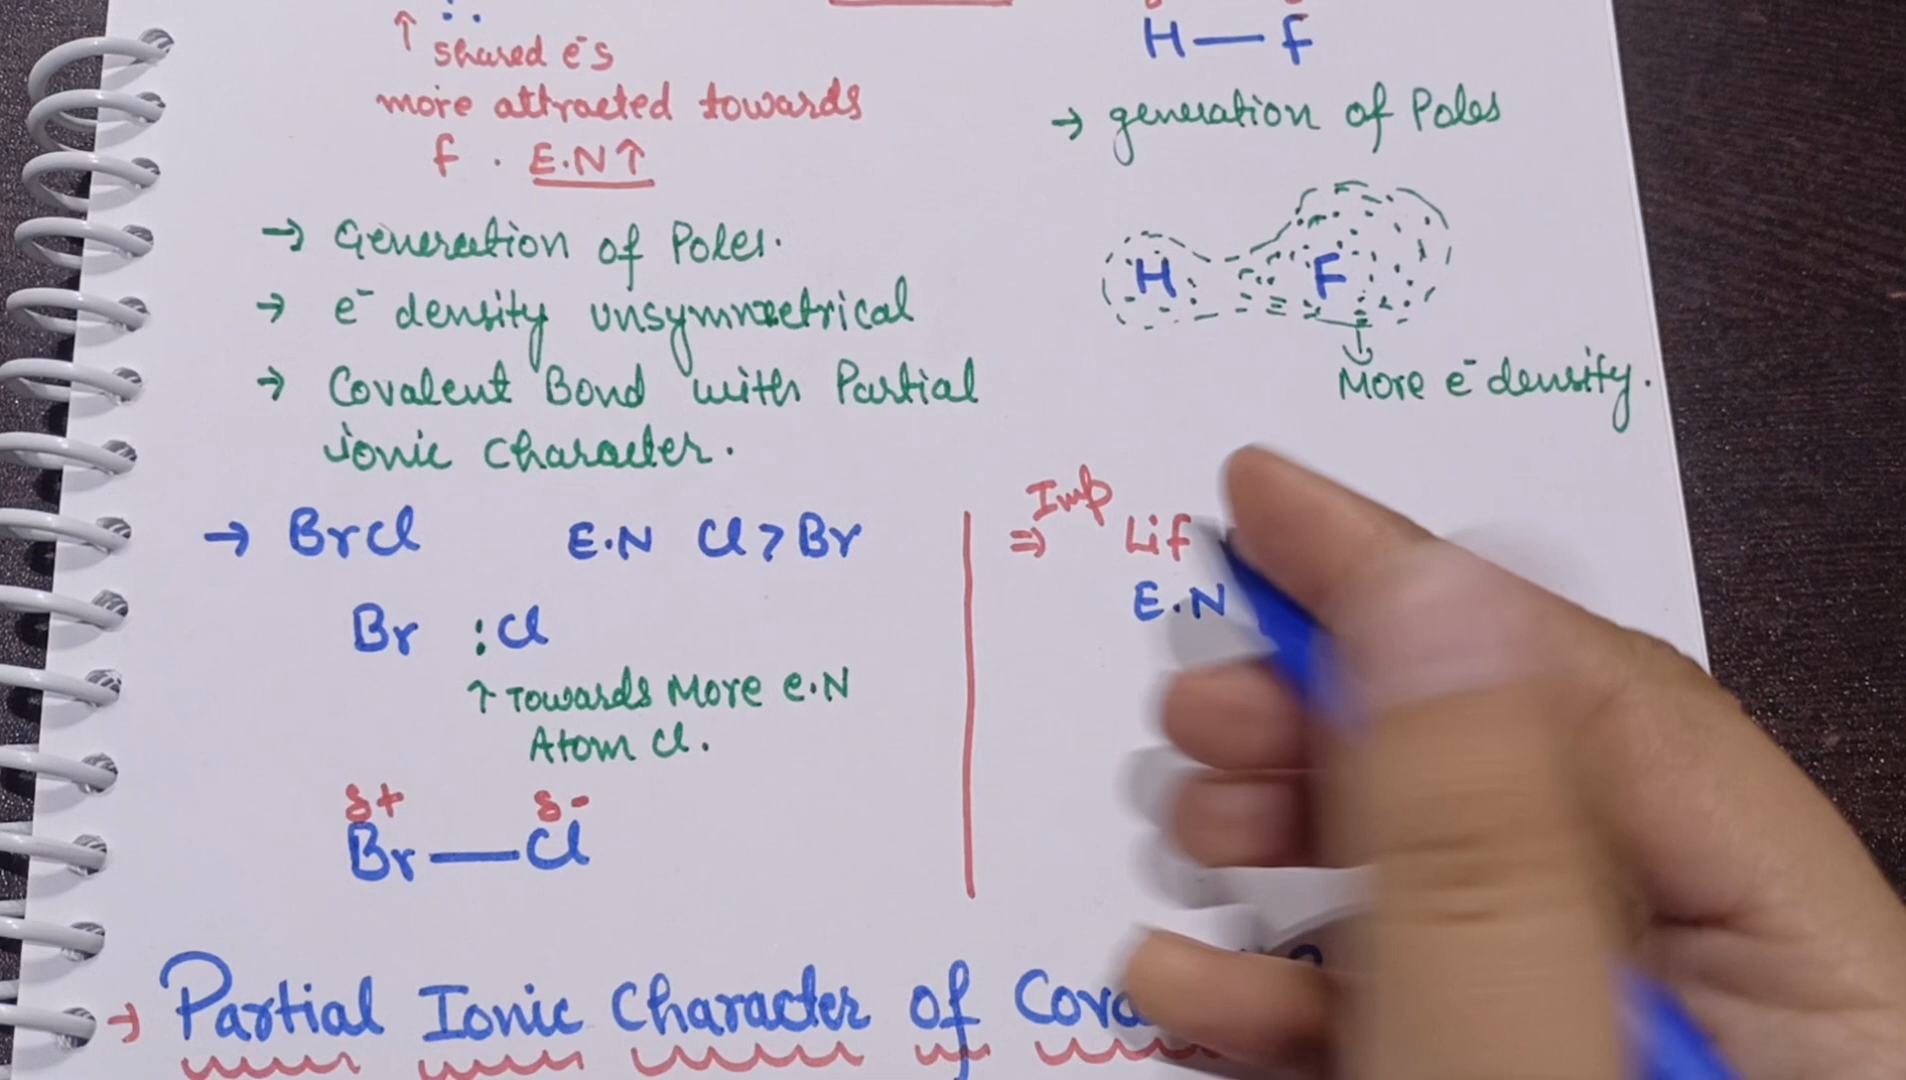 ↑ shared e⁻s
more attracted towards
F . E.N↑
→ Generation of Poles.
→ e⁻ density unsymmetrical
→ Covalent Bond with Partial
ionic character.
H — F
→ generation of Poles
H F
More e⁻ density.
→ BrCl E.N Cl > Br
Br :Cl
↑ Towards More e.N
Atom Cl.
δ+ δ-
Br — Cl
Imp
⇒ Lif
E.N
→ Partial Ionic Character of